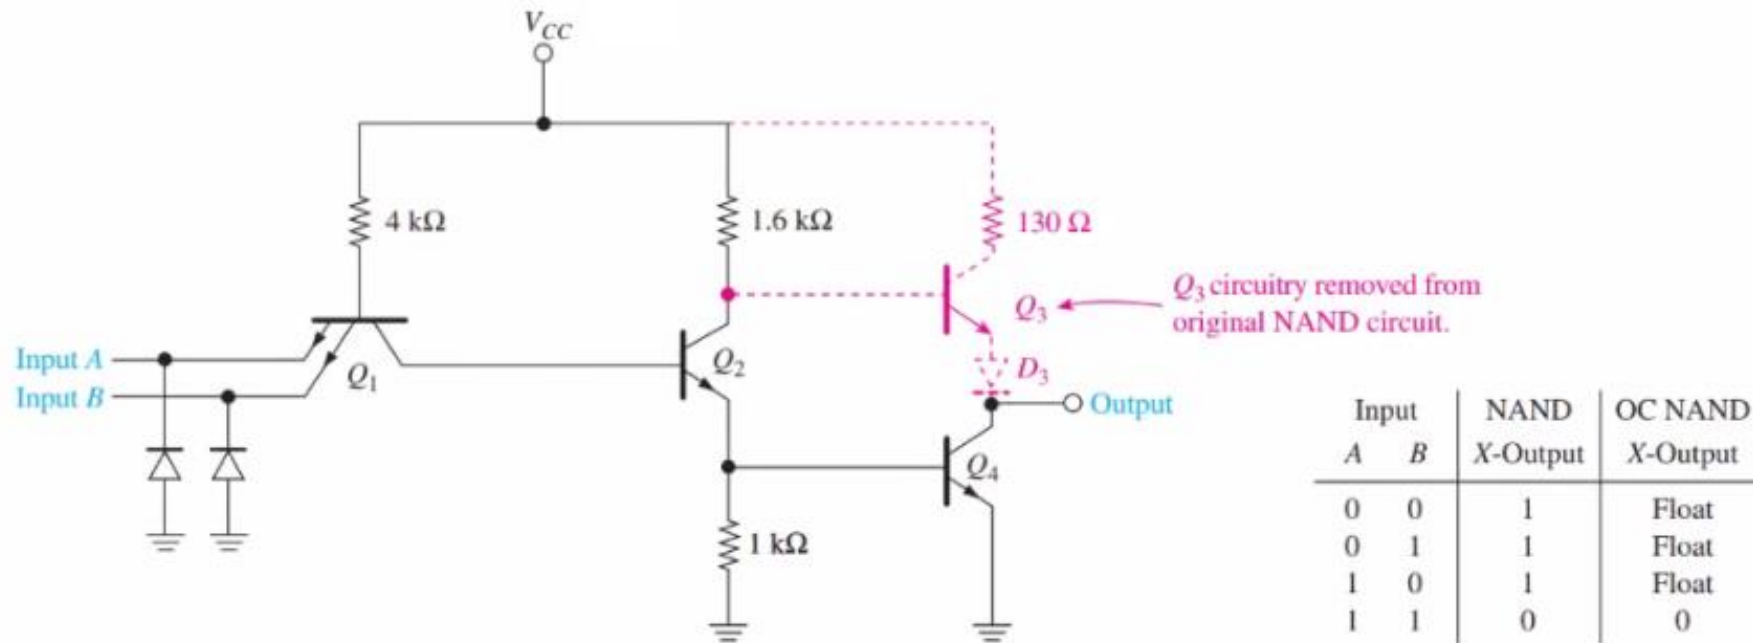 V_CC
4 kΩ
1.6 kΩ
130 Ω
Q_3 circuitry removed from
original NAND circuit.
Q_3
Input A
Input B
Q_1
Q_2
D_3
Output
Q_4
1 kΩ
Input NAND OC NAND
A B X-Output X-Output
0 0 1 Float
0 1 1 Float
1 0 1 Float
1 1 0 0